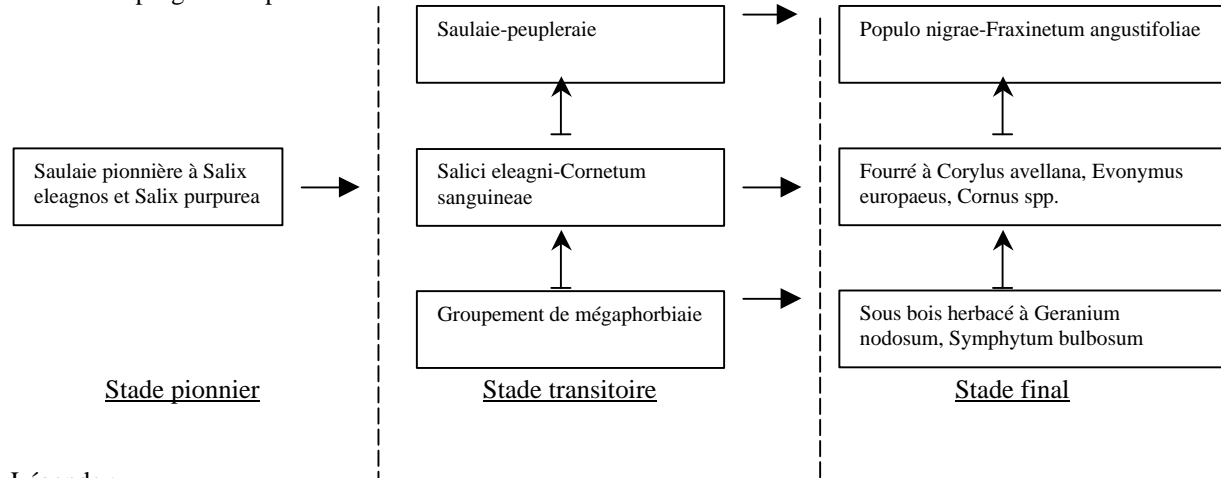 Saulaie-peupleraie
Populo nigrae-Fraxinetum angustifoliae
Saulaie pionnière à Salix
eleagnos et Salix purpurea
Salici eleagni-Cornetum
sanguineae
Fourré à Corylus avellana, Evonymus
europaeus, Cornus spp.
Groupement de mégaphorbiaie
Sous bois herbacé à Geranium
nodosum, Symphytum bulbosum
Stade pionnier
Stade transitoire
Stade final